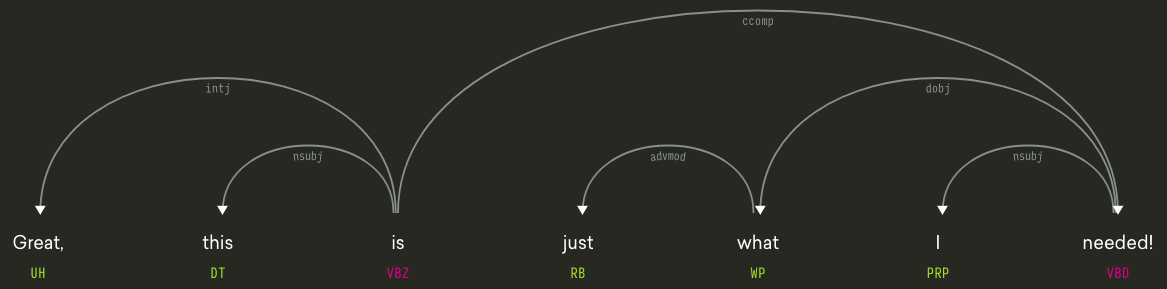 ccomp
intj dobj
nsubj advmod nsubj
Great, this is just what I needed!
UH DT VBZ RB WP PRP VBD